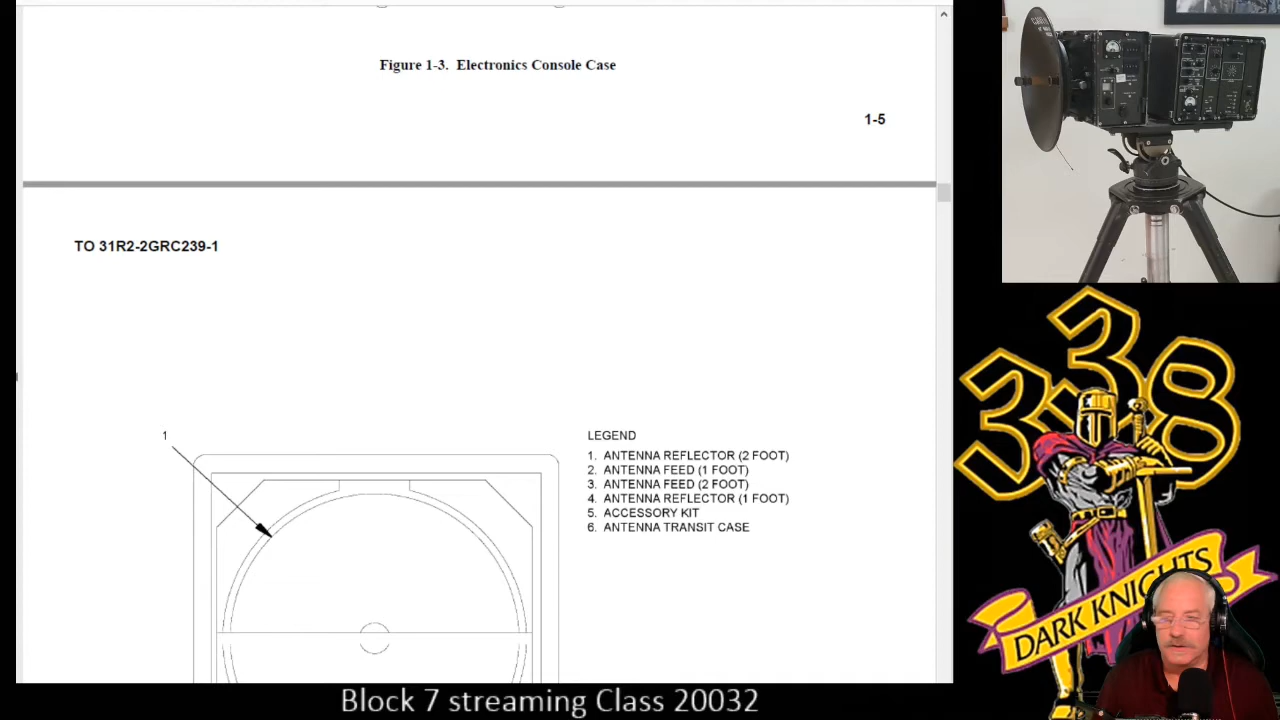 Figure 1-3. Electronics Console Case
1-5
TO 31R2-2GRC239-1
1
LEGEND
1. ANTENNA REFLECTOR (2 FOOT)
2. ANTENNA FEED (1 FOOT)
3. ANTENNA FEED (2 FOOT)
4. ANTENNA REFLECTOR (1 FOOT)
5. ACCESSORY KIT
6. ANTENNA TRANSIT CASE
338
DARK KNIGHTS
Block 7 streaming Class 20032